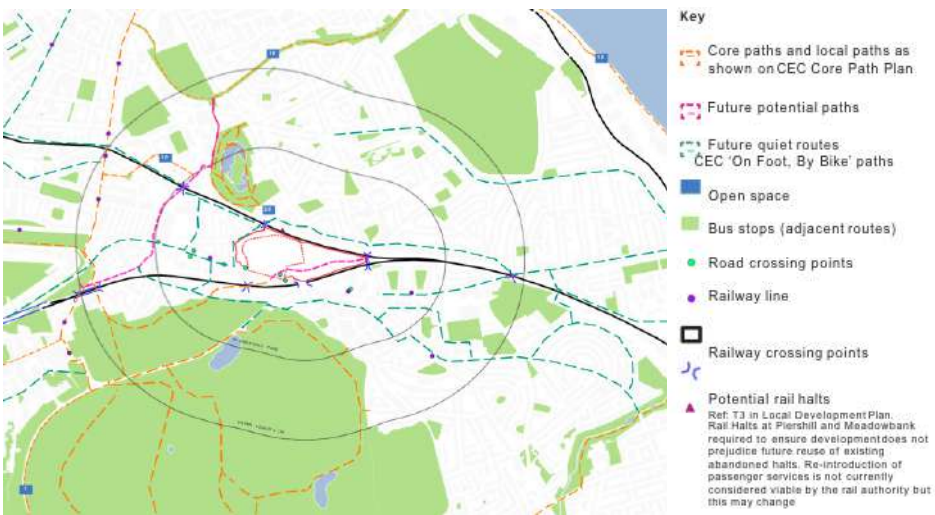 Key
Core paths and local paths as
shown on CEC Core Path Plan
Future potential paths
Future quiet routes
CEC 'On Foot, By Bike' paths
Open space
Bus stops (adjacent routes)
Road crossing points
Railway line
Railway crossing points
Potential rail halts
Ref: T3 in Local Development Plan.
Rail Halts at Piershill and Meadowbank
required to ensure development does not
prejudice future reuse of existing
abandoned halts. Re-introduction of
passenger services is not currently
considered viable by the rail authority but
this may change